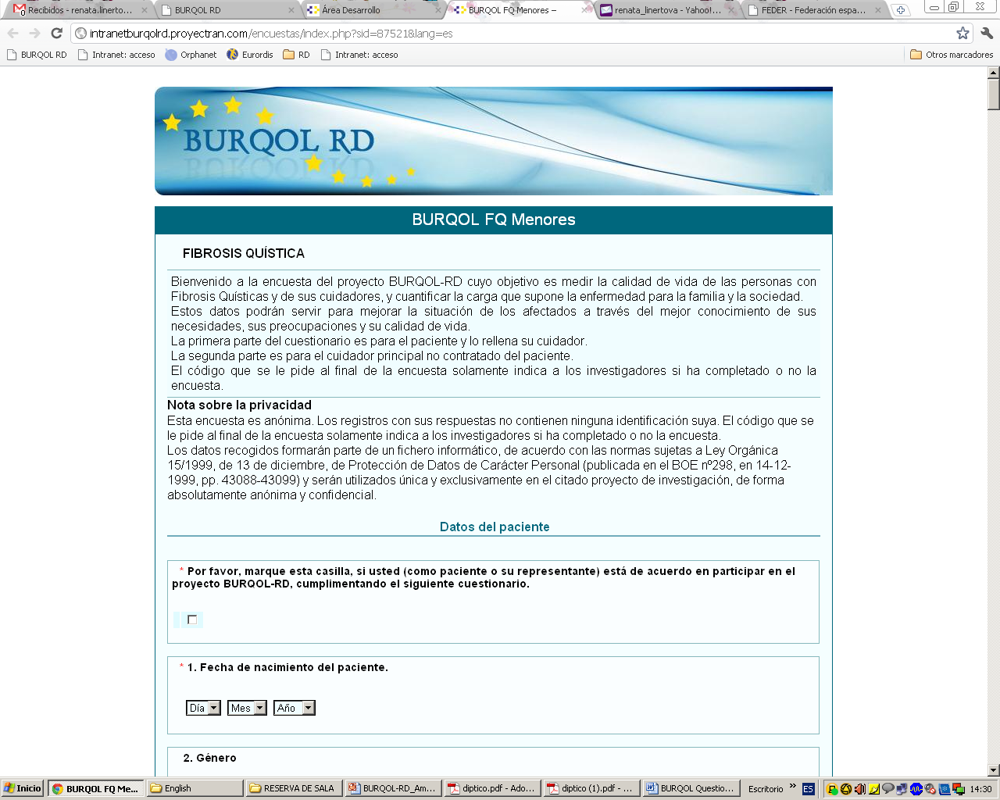 Recibidos - renata.linerto...
BURQOL RD
Área Desarrollo
BURQOL FQ Menores –
renata_linertova - Yahoo!...
FEDER - Federación espa...
intranetburqolrd.proyectran.com/encuestas/index.php?sid=87521&lang=es
BURQOL RD
Intranet: acceso
Orphanet
Eurordis
RD
Intranet: acceso
Otros marcadores
BURQOL RD
BURQOL FQ Menores
FIBROSIS QUÍSTICA
Bienvenido a la encuesta del proyecto BURQOL-RD cuyo objetivo es medir la calidad de vida de las personas con
Fibrosis Quísticas y de sus cuidadores, y cuantificar la carga que supone la enfermedad para la familia y la sociedad.
Estos datos podrán servir para mejorar la situación de los afectados a través del mejor conocimiento de sus
necesidades, sus preocupaciones y su calidad de vida.
La primera parte del cuestionario es para el paciente y lo rellena su cuidador.
La segunda parte es para el cuidador principal no contratado del paciente.
El código que se le pide al final de la encuesta solamente indica a los investigadores si ha completado o no la
encuesta.
Nota sobre la privacidad
Esta encuesta es anónima. Los registros con sus respuestas no contienen ninguna identificación suya. El código que se
le pide al final de la encuesta solamente indica a los investigadores si ha completado o no la encuesta.
Los datos recogidos formarán parte de un fichero informático, de acuerdo con las normas sujetas a Ley Orgánica
15/1999, de 13 de diciembre, de Protección de Datos de Carácter Personal (publicada en el BOE nº298, en 14-12-
1999, pp. 43088-43099) y serán utilizados única y exclusivamente en el citado proyecto de investigación, de forma
absolutamente anónima y confidencial.
Datos del paciente
* Por favor, marque esta casilla, si usted (como paciente o su representante) está de acuerdo en participar en el
proyecto BURQOL-RD, cumplimentando el siguiente cuestionario.
* 1. Fecha de nacimiento del paciente.
Día
Mes
Año
2. Género
Inicio
BURQOL FQ Me...
English
RESERVA DE SALA
BURQOL-RD_Am...
diptico.pdf - Ado...
diptico (1).pdf - ...
BURQOL Questio...
Escritorio
»
ES
14:30